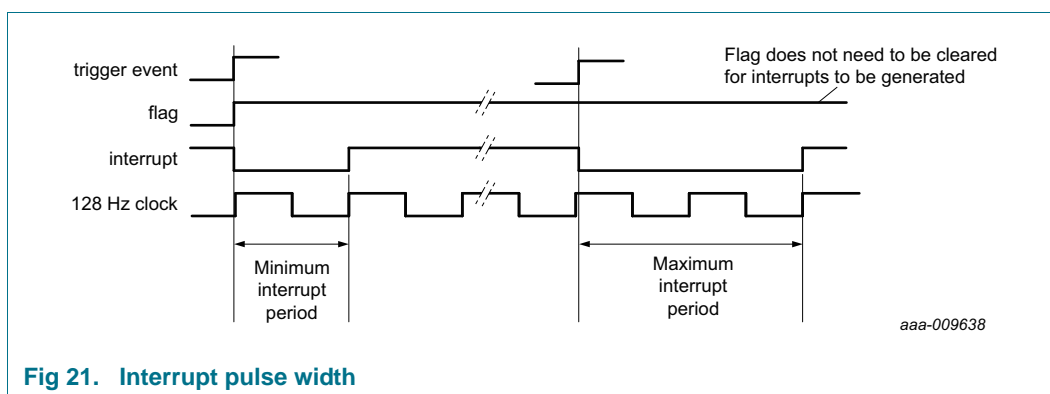 trigger event
Flag does not need to be cleared
for interrupts to be generated
flag
interrupt
128 Hz clock
Minimum
interrupt
period
Maximum
interrupt
period
aaa-009638
Fig 21. Interrupt pulse width